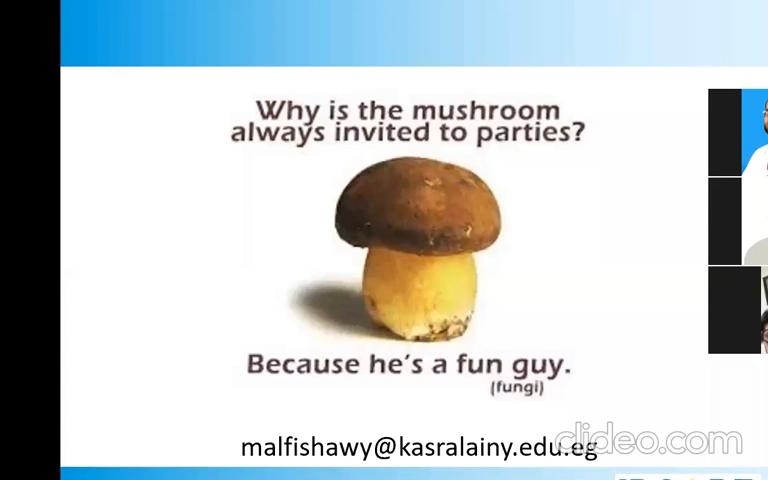 Why is the mushroom
always invited to parties?
Because he's a fun guy.
(fungi)
malfishawy@kasralainy.edu.eg
clideo.com